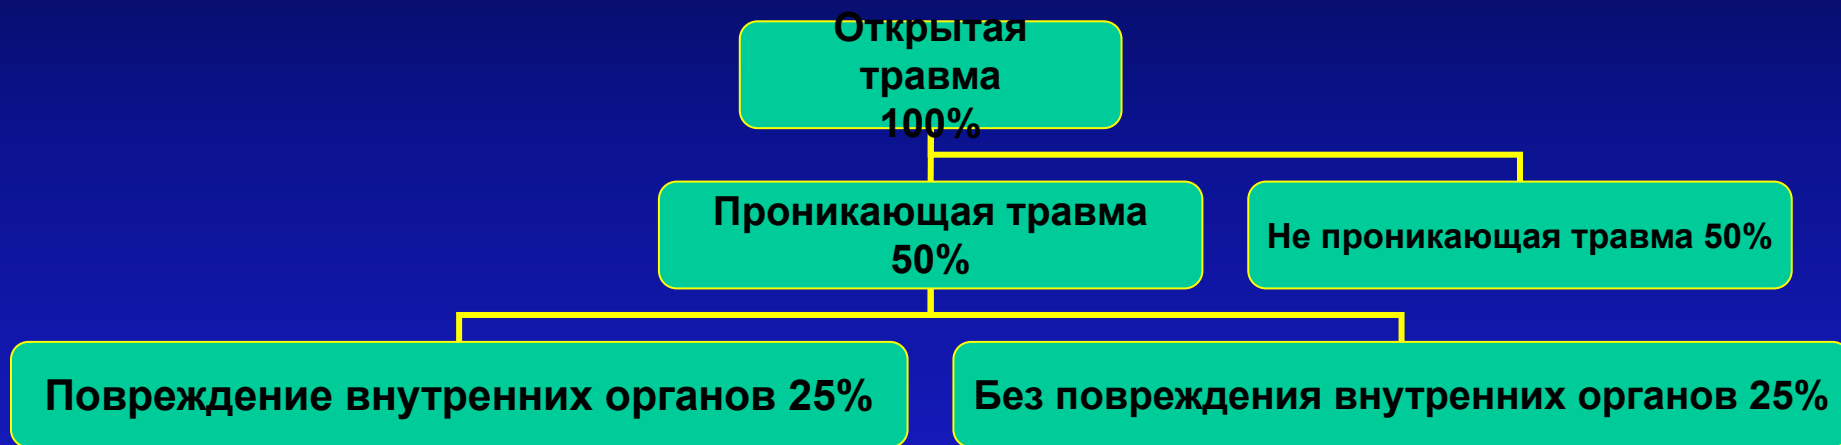 Открытая
травма
100%
Проникающая травма
50%
Не проникающая травма 50%
Повреждение внутренних органов 25%
Без повреждения внутренних органов 25%